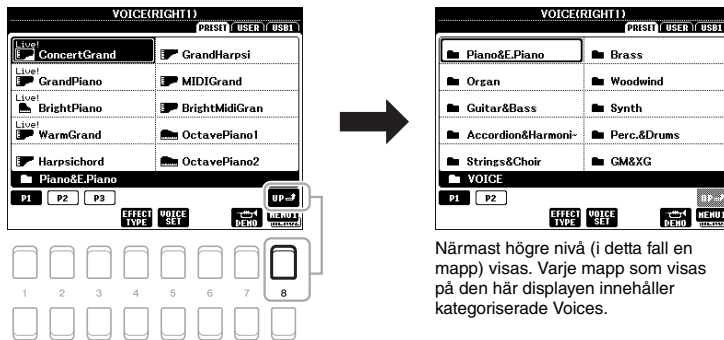 VOICE(RIGHT1)
PRESET USER USB1
Live!
ConcertGrand
GrandHarpsi
Live!
GrandPiano
MIDIGrand
Live!
BrightPiano
BrightMidiGran
Live!
WarmGrand
OctavePiano1
Harpsichord
OctavePiano2
Piano&E.Piano
P1 P2 P3
UP
EFFECT TYPE
VOICE SET
DEMO
MENU1
1 2 3 4 5 6 7 8
VOICE(RIGHT1)
PRESET USER USB1
Piano&E.Piano
Brass
Organ
Woodwind
Guitar&Bass
Synth
Accordion&Harmoni~
Perc.&Drums
Strings&Choir
GM&XG
VOICE
P1 P2
UP
EFFECT TYPE
VOICE SET
DEMO
MENU1
Närmast högre nivå (i detta fall en
mapp) visas. Varje mapp som visas
på den här displayen innehåller
kategoriserade Voices.